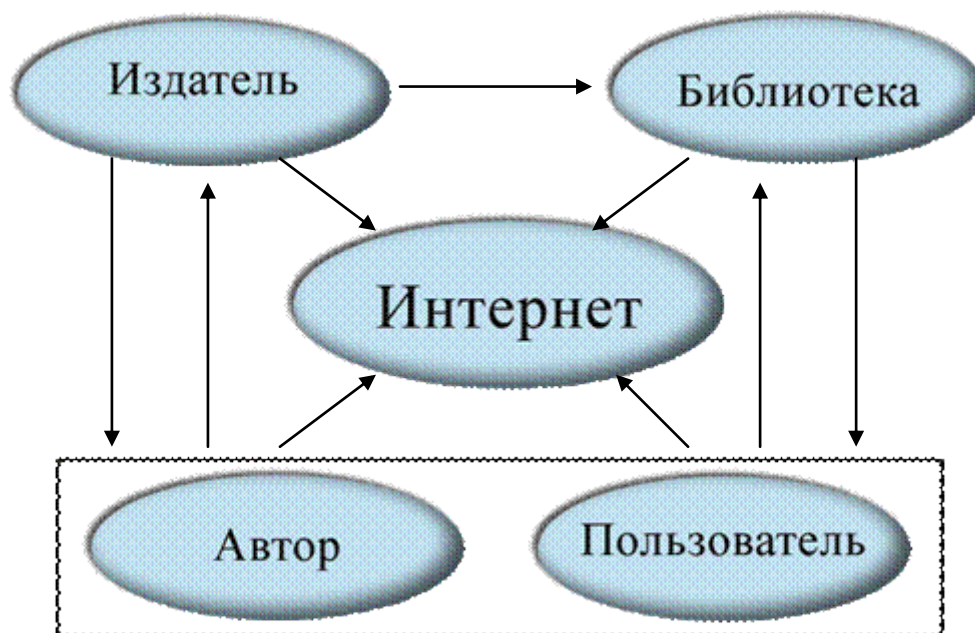 Издатель
Библиотека
Интернет
Автор
Пользователь